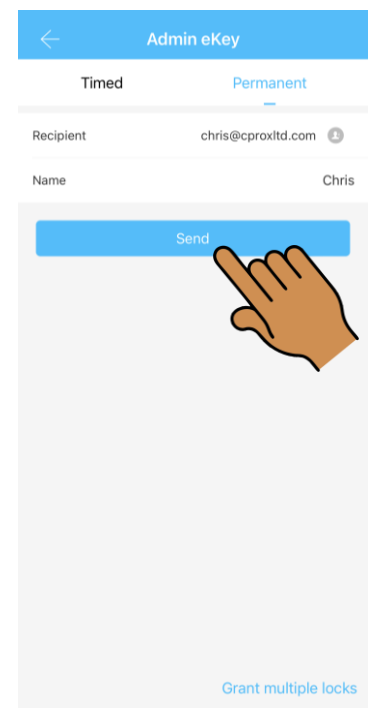 Admin eKey
Timed Permanent
Recipient chris@cproxltd.com
Name Chris
Send
Grant multiple locks